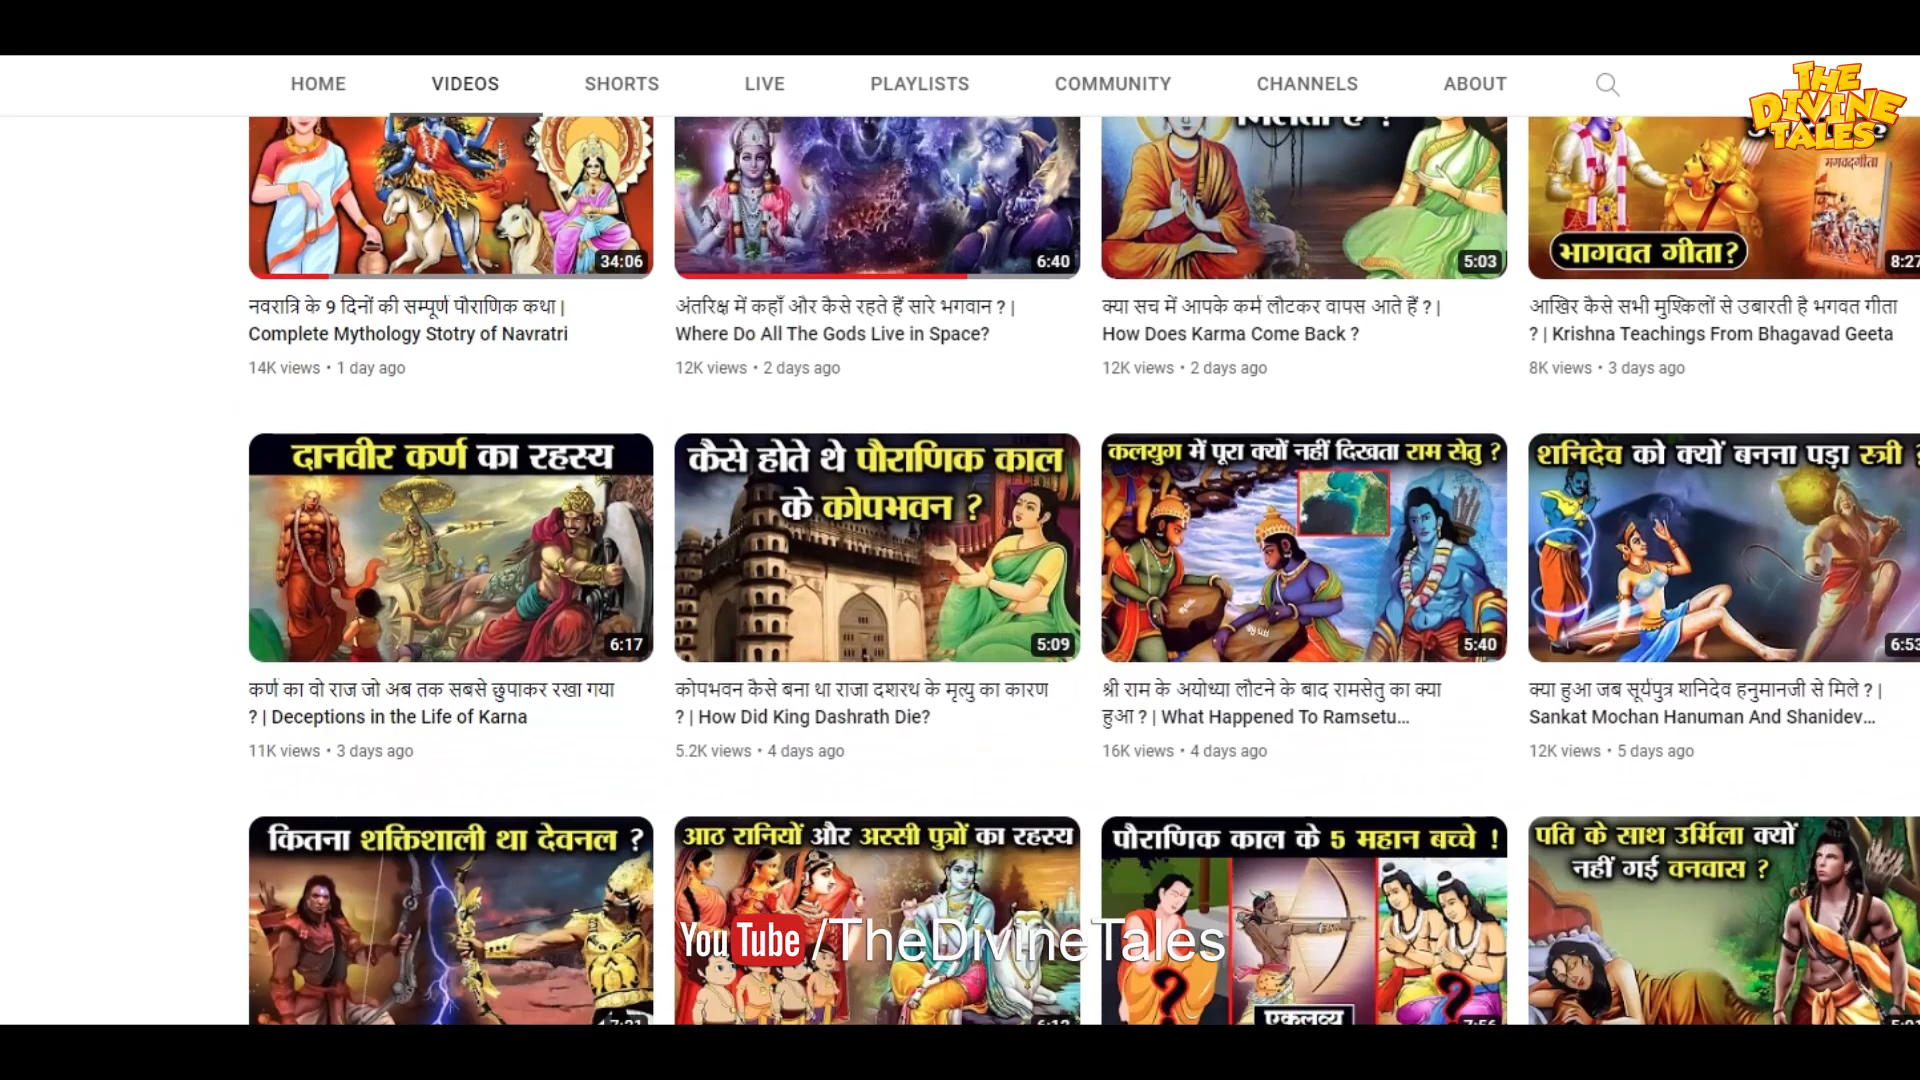 HOME VIDEOS SHORTS LIVE PLAYLISTS COMMUNITY CHANNELS ABOUT
THE
DIVINE
TALES
भगवद्गीता
भागवत गीता?
34:06
6:40
5:03
8:27
नवरात्रि के 9 दिनों की सम्पूर्ण पौराणिक कथा |
Complete Mythology Stotry of Navratri
14K views • 1 day ago
अंतरिक्ष में कहाँ और कैसे रहते हैं सारे भगवान ? |
Where Do All The Gods Live in Space?
12K views • 2 days ago
क्या सच में आपके कर्म लौटकर वापस आते हैं ? |
How Does Karma Come Back ?
12K views • 2 days ago
आखिर कैसे सभी मुश्किलों से उबारती है भगवत गीता
? | Krishna Teachings From Bhagavad Geeta
8K views • 3 days ago
दानवीर कर्ण का रहस्य
6:17
कैसे होते थे पौराणिक काल
के कोपभवन ?
5:09
कलयुग में पूरा क्यों नहीं दिखता राम सेतु ?
5:40
शनिदेव को क्यों बनना पड़ा स्त्री ?
6:53
कर्ण का वो राज जो अब तक सबसे छुपाकर रखा गया
? | Deceptions in the Life of Karna
11K views • 3 days ago
कोपभवन कैसे बना था राजा दशरथ के मृत्यु का कारण
? | How Did King Dashrath Die?
5.2K views • 4 days ago
श्री राम के अयोध्या लौटने के बाद रामसेतु का क्या
हुआ ? | What Happened To Ramsetu...
16K views • 4 days ago
क्या हुआ जब सूर्यपुत्र शनिदेव हनुमानजी से मिले ? |
Sankat Mochan Hanuman And Shanidev...
12K views • 5 days ago
कितना शक्तिशाली था देवनल ?
आठ रानियों और अस्सी पुत्रों का रहस्य
पौराणिक काल के 5 महान बच्चे !
एकलव्य
पति के साथ उर्मिला क्यों
नहीं गई वनवास ?
YouTube /TheDivineTales